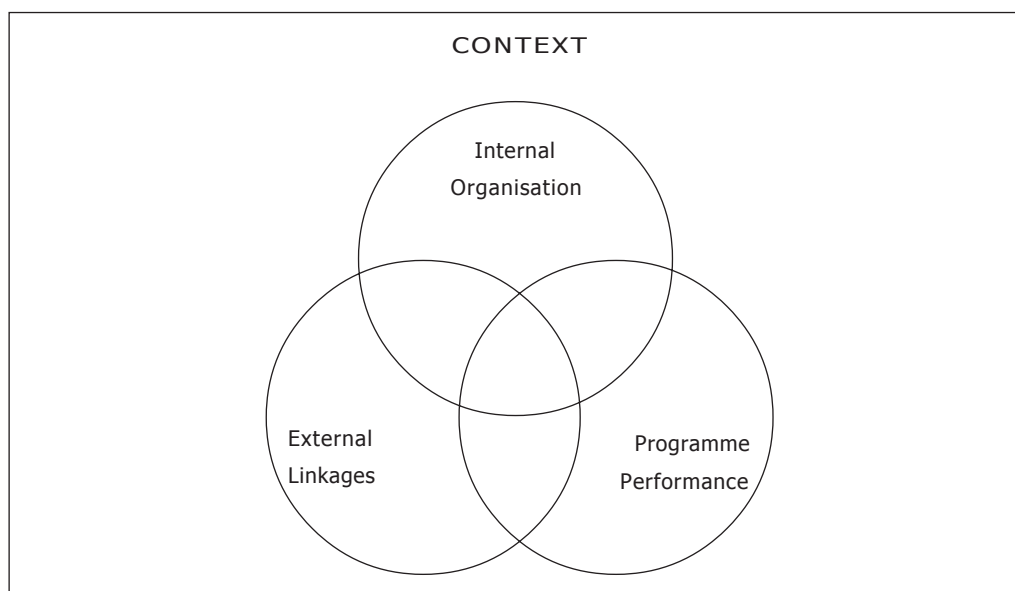 CONTEXT
Internal
Organisation
External
Linkages
Programme
Performance